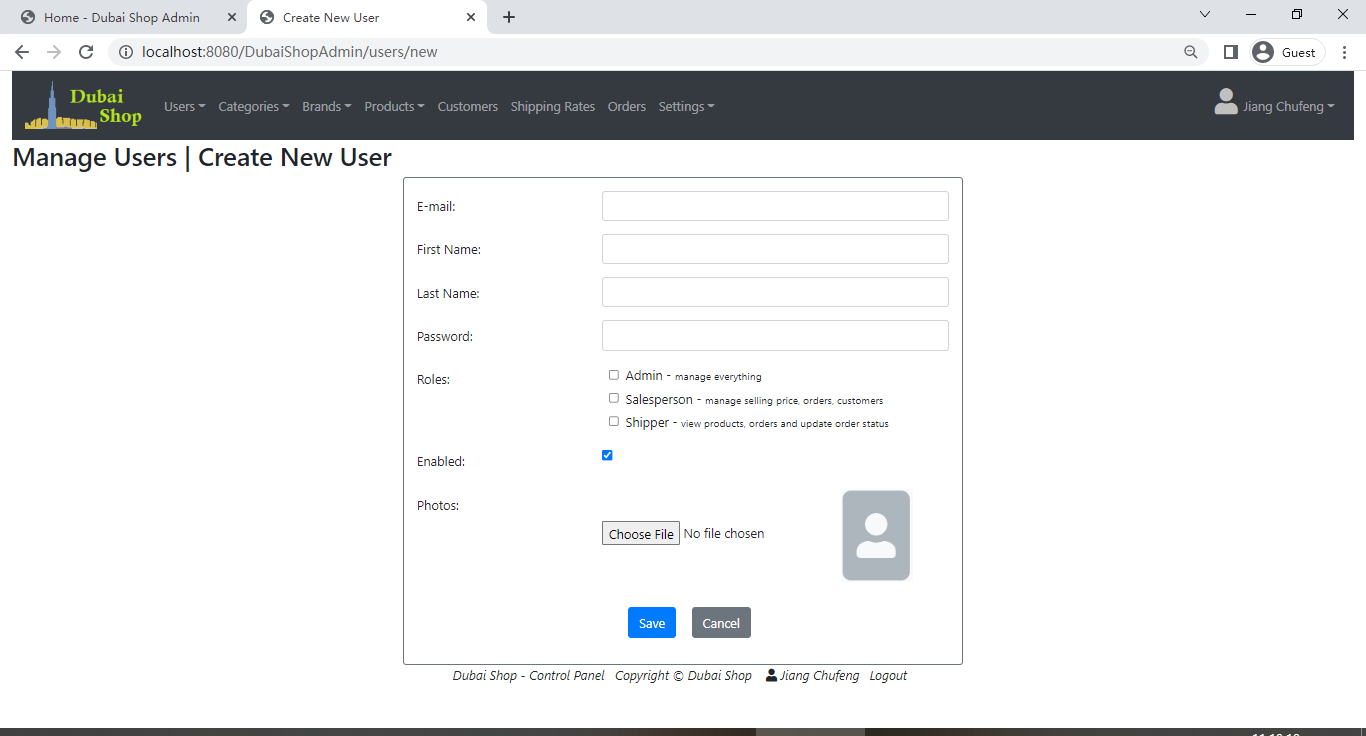 Home - Dubai Shop Admin
Create New User
localhost:8080/DubaiShopAdmin/users/new
Guest
Dubai
Shop
Users Categories Brands Products Customers Shipping Rates Orders Settings
Jiang Chufeng
Manage Users | Create New User
E-mail:
First Name:
Last Name:
Password:
Roles:
Admin - manage everything
Salesperson - manage selling price, orders, customers
Shipper - view products, orders and update order status
Enabled:
Photos:
Choose File No file chosen
Save Cancel
Dubai Shop - Control Panel Copyright © Dubai Shop Jiang Chufeng Logout